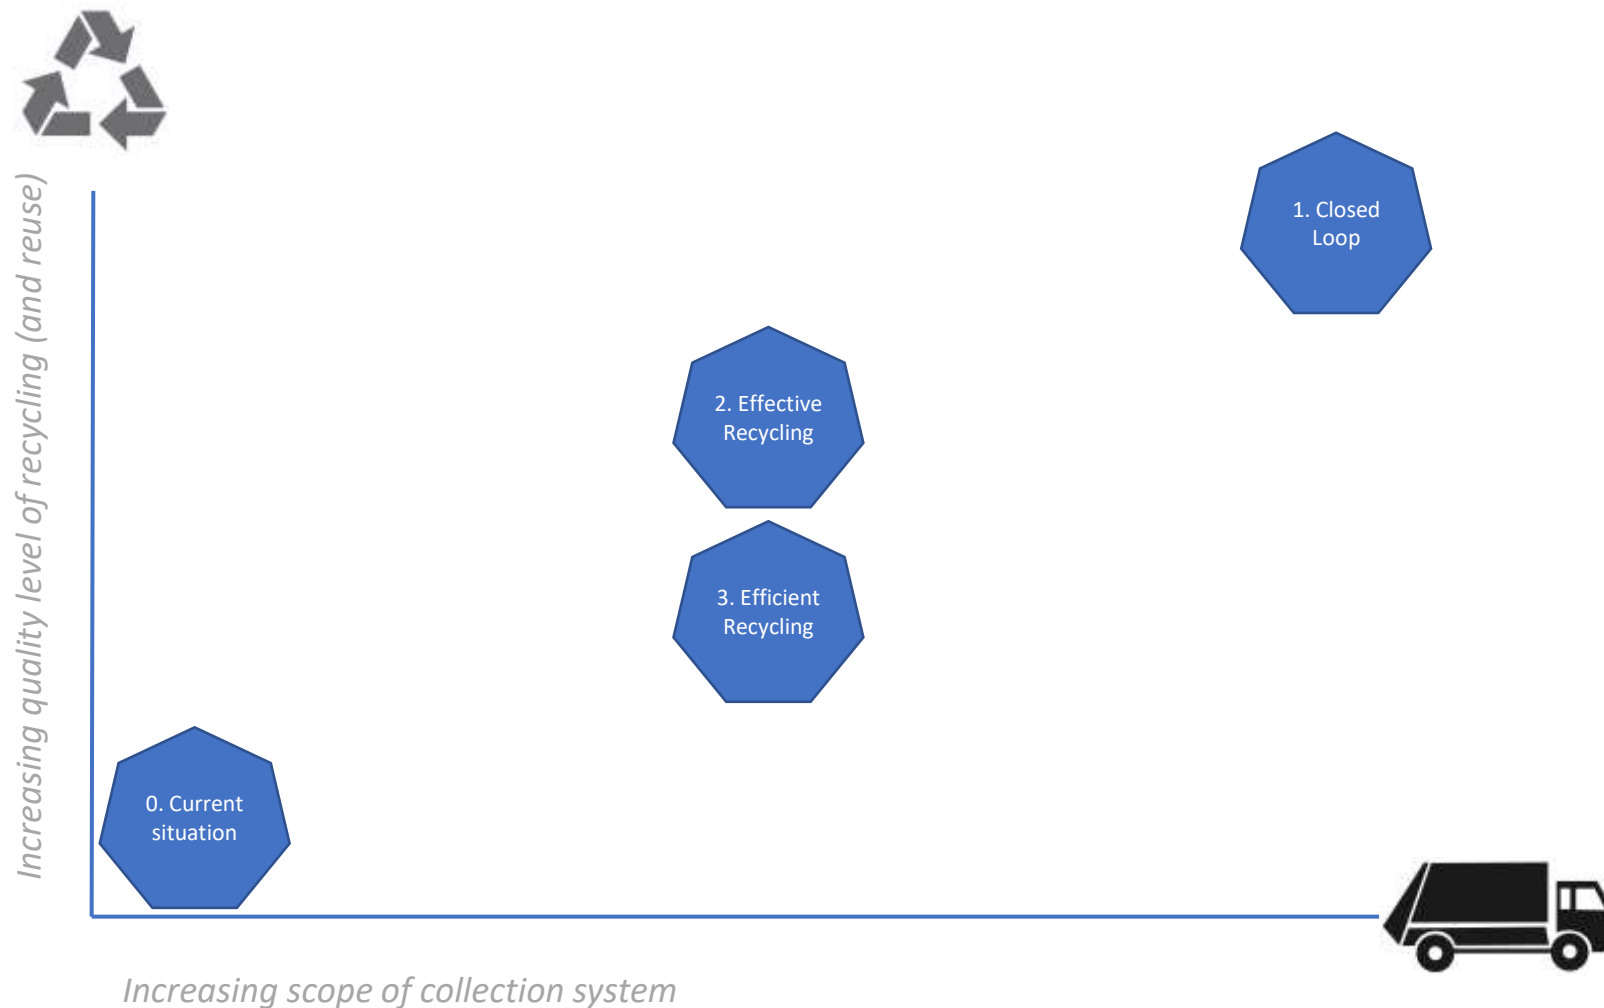 Increasing quality level of recycling (and reuse)
1. Closed
Loop
2. Effective
Recycling
3. Efficient
Recycling
0. Current
situation
Increasing scope of collection system